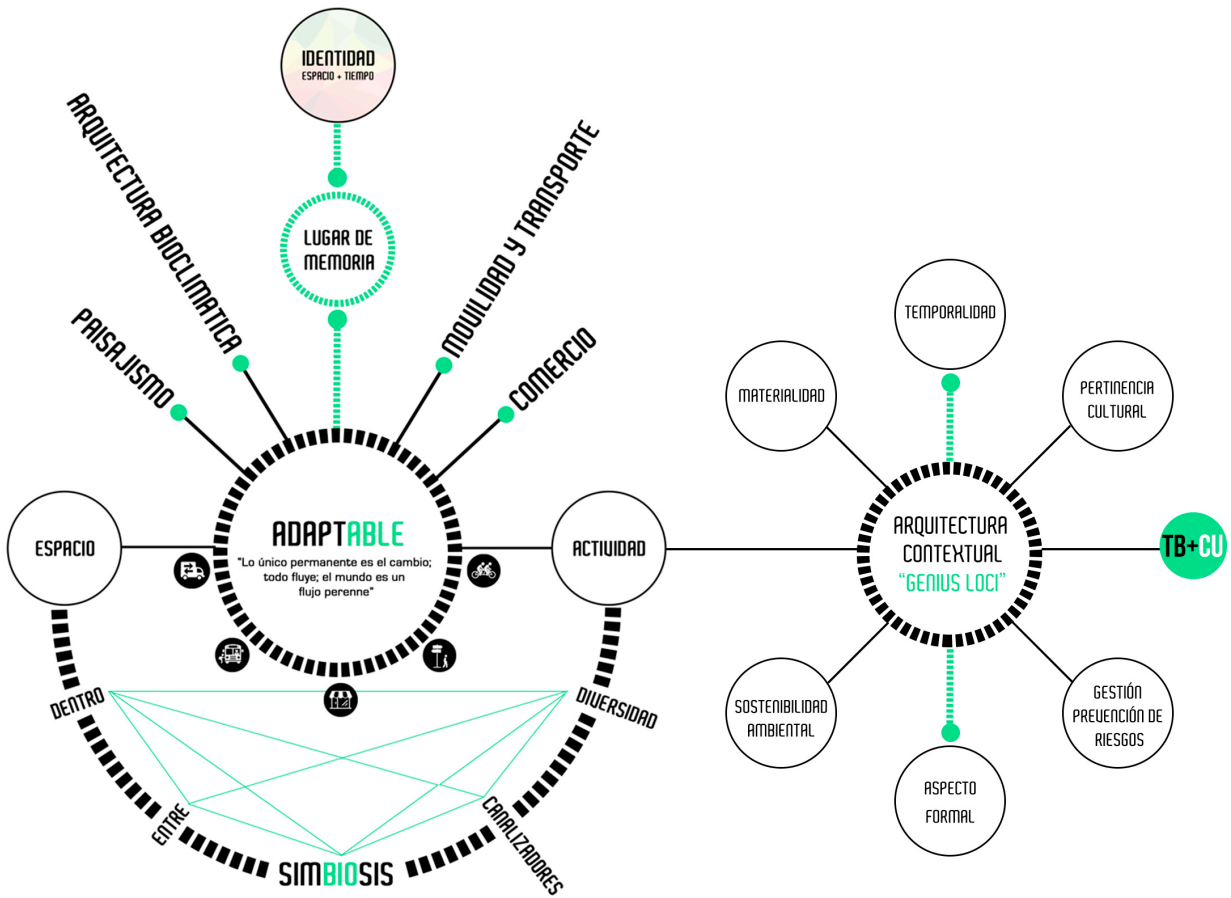 IDENTIDAD
ESPACIO + TIEMPO
LUGAR DE
MEMORIA
ARQUITECTURA BIOCLIMATICA
MOVILIDAD Y TRANSPORTE
PAISAJISMO
COMERCIO
ESPACIO
ADAPTABLE
"Lo único permanente es el cambio;
todo fluye; el mundo es un
flujo perenne"
ACTIVIDAD
DENTRO
DIVERSIDAD
ENTRE
CANALIZADORES
SIMBIOSIS
TEMPORALIDAD
MATERIALIDAD
PERTINENCIA
CULTURAL
ARQUITECTURA
CONTEXTUAL
“GENIUS LOCI”
TB+CU
SOSTENIBILIDAD
AMBIENTAL
GESTIÓN
PREVENCIÓN DE
RIESGOS
ASPECTO
FORMAL